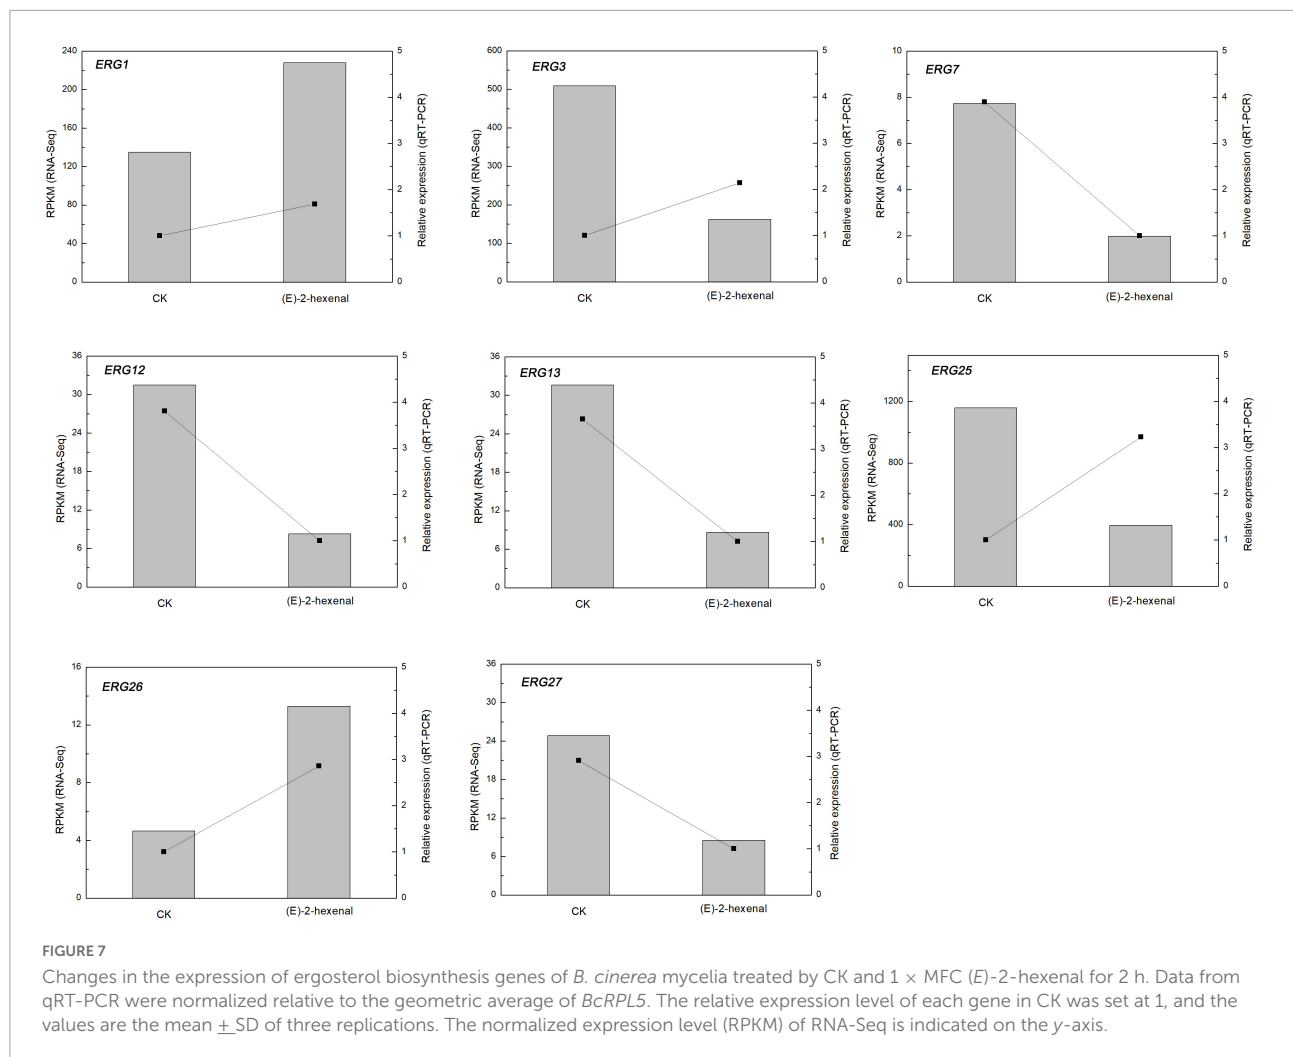 ERG1
RPKM (RNA-Seq)
240
200
160
120
80
40
0
5
4
3
2
1
0
Relative expression (qRT-PCR)
CK
(E)-2-hexenal
ERG3
RPKM (RNA-Seq)
600
500
400
300
200
100
0
5
4
3
2
1
0
Relative expression (qRT-PCR)
CK
(E)-2-hexenal
ERG7
RPKM (RNA-Seq)
10
8
6
4
2
0
5
4
3
2
1
0
Relative expression (qRT-PCR)
CK
(E)-2-hexenal
ERG12
RPKM (RNA-Seq)
36
30
24
18
12
6
0
5
4
3
2
1
0
Relative expression (qRT-PCR)
CK
(E)-2-hexenal
ERG13
RPKM (RNA-Seq)
36
30
24
18
12
6
0
5
4
3
2
1
0
Relative expression (qRT-PCR)
CK
(E)-2-hexenal
ERG25
RPKM (RNA-Seq)
1200
800
400
0
5
4
3
2
1
0
Relative expression (qRT-PCR)
CK
(E)-2-hexenal
ERG26
RPKM (RNA-Seq)
16
12
8
4
0
5
4
3
2
1
0
Relative expression (qRT-PCR)
CK
(E)-2-hexenal
ERG27
RPKM (RNA-Seq)
36
30
24
18
12
6
0
5
4
3
2
1
0
Relative expression (qRT-PCR)
CK
(E)-2-hexenal
FIGURE 7
Changes in the expression of ergosterol biosynthesis genes of B. cinerea mycelia treated by CK and 1 × MFC (E)-2-hexenal for 2 h. Data from
qRT-PCR were normalized relative to the geometric average of BcRPL5. The relative expression level of each gene in CK was set at 1, and the
values are the mean ± SD of three replications. The normalized expression level (RPKM) of RNA-Seq is indicated on the y-axis.